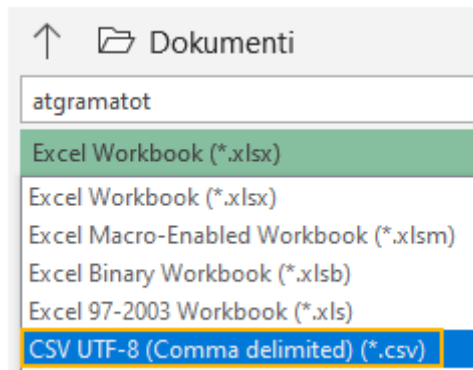 Dokumenti
atgramatot
Excel Workbook (*.xlsx)
Excel Workbook (*.xlsx)
Excel Macro-Enabled Workbook (*.xlsm)
Excel Binary Workbook (*.xlsb)
Excel 97-2003 Workbook (*.xls)
CSV UTF-8 (Comma delimited) (*.csv)